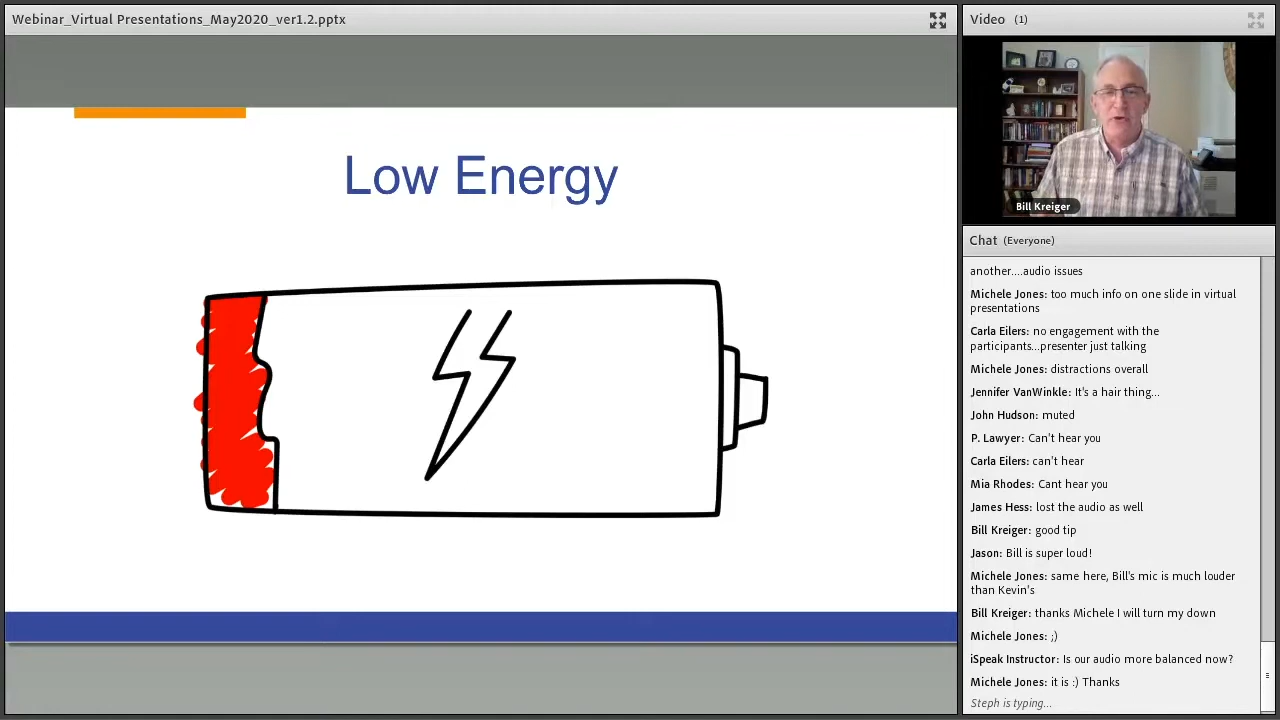 Webinar_Virtual Presentations_May2020_ver1.2.pptx
Low Energy
Video (1)
Bill Kreiger
Chat (Everyone)
another....audio issues
Michele Jones: too much info on one slide in virtual
presentations
Carla Eilers: no engagement with the
participants...presenter just talking
Michele Jones: distractions overall
Jennifer VanWinkle: It's a hair thing...
John Hudson: muted
P. Lawyer: Can't hear you
Carla Eilers: can't hear
Mia Rhodes: Cant hear you
James Hess: lost the audio as well
Bill Kreiger: good tip
Jason: Bill is super loud!
Michele Jones: same here, Bill's mic is much louder
than Kevin's
Bill Kreiger: thanks Michele I will turn my down
Michele Jones: ;)
iSpeak Instructor: Is our audio more balanced now?
Michele Jones: it is :) Thanks
Steph is typing...